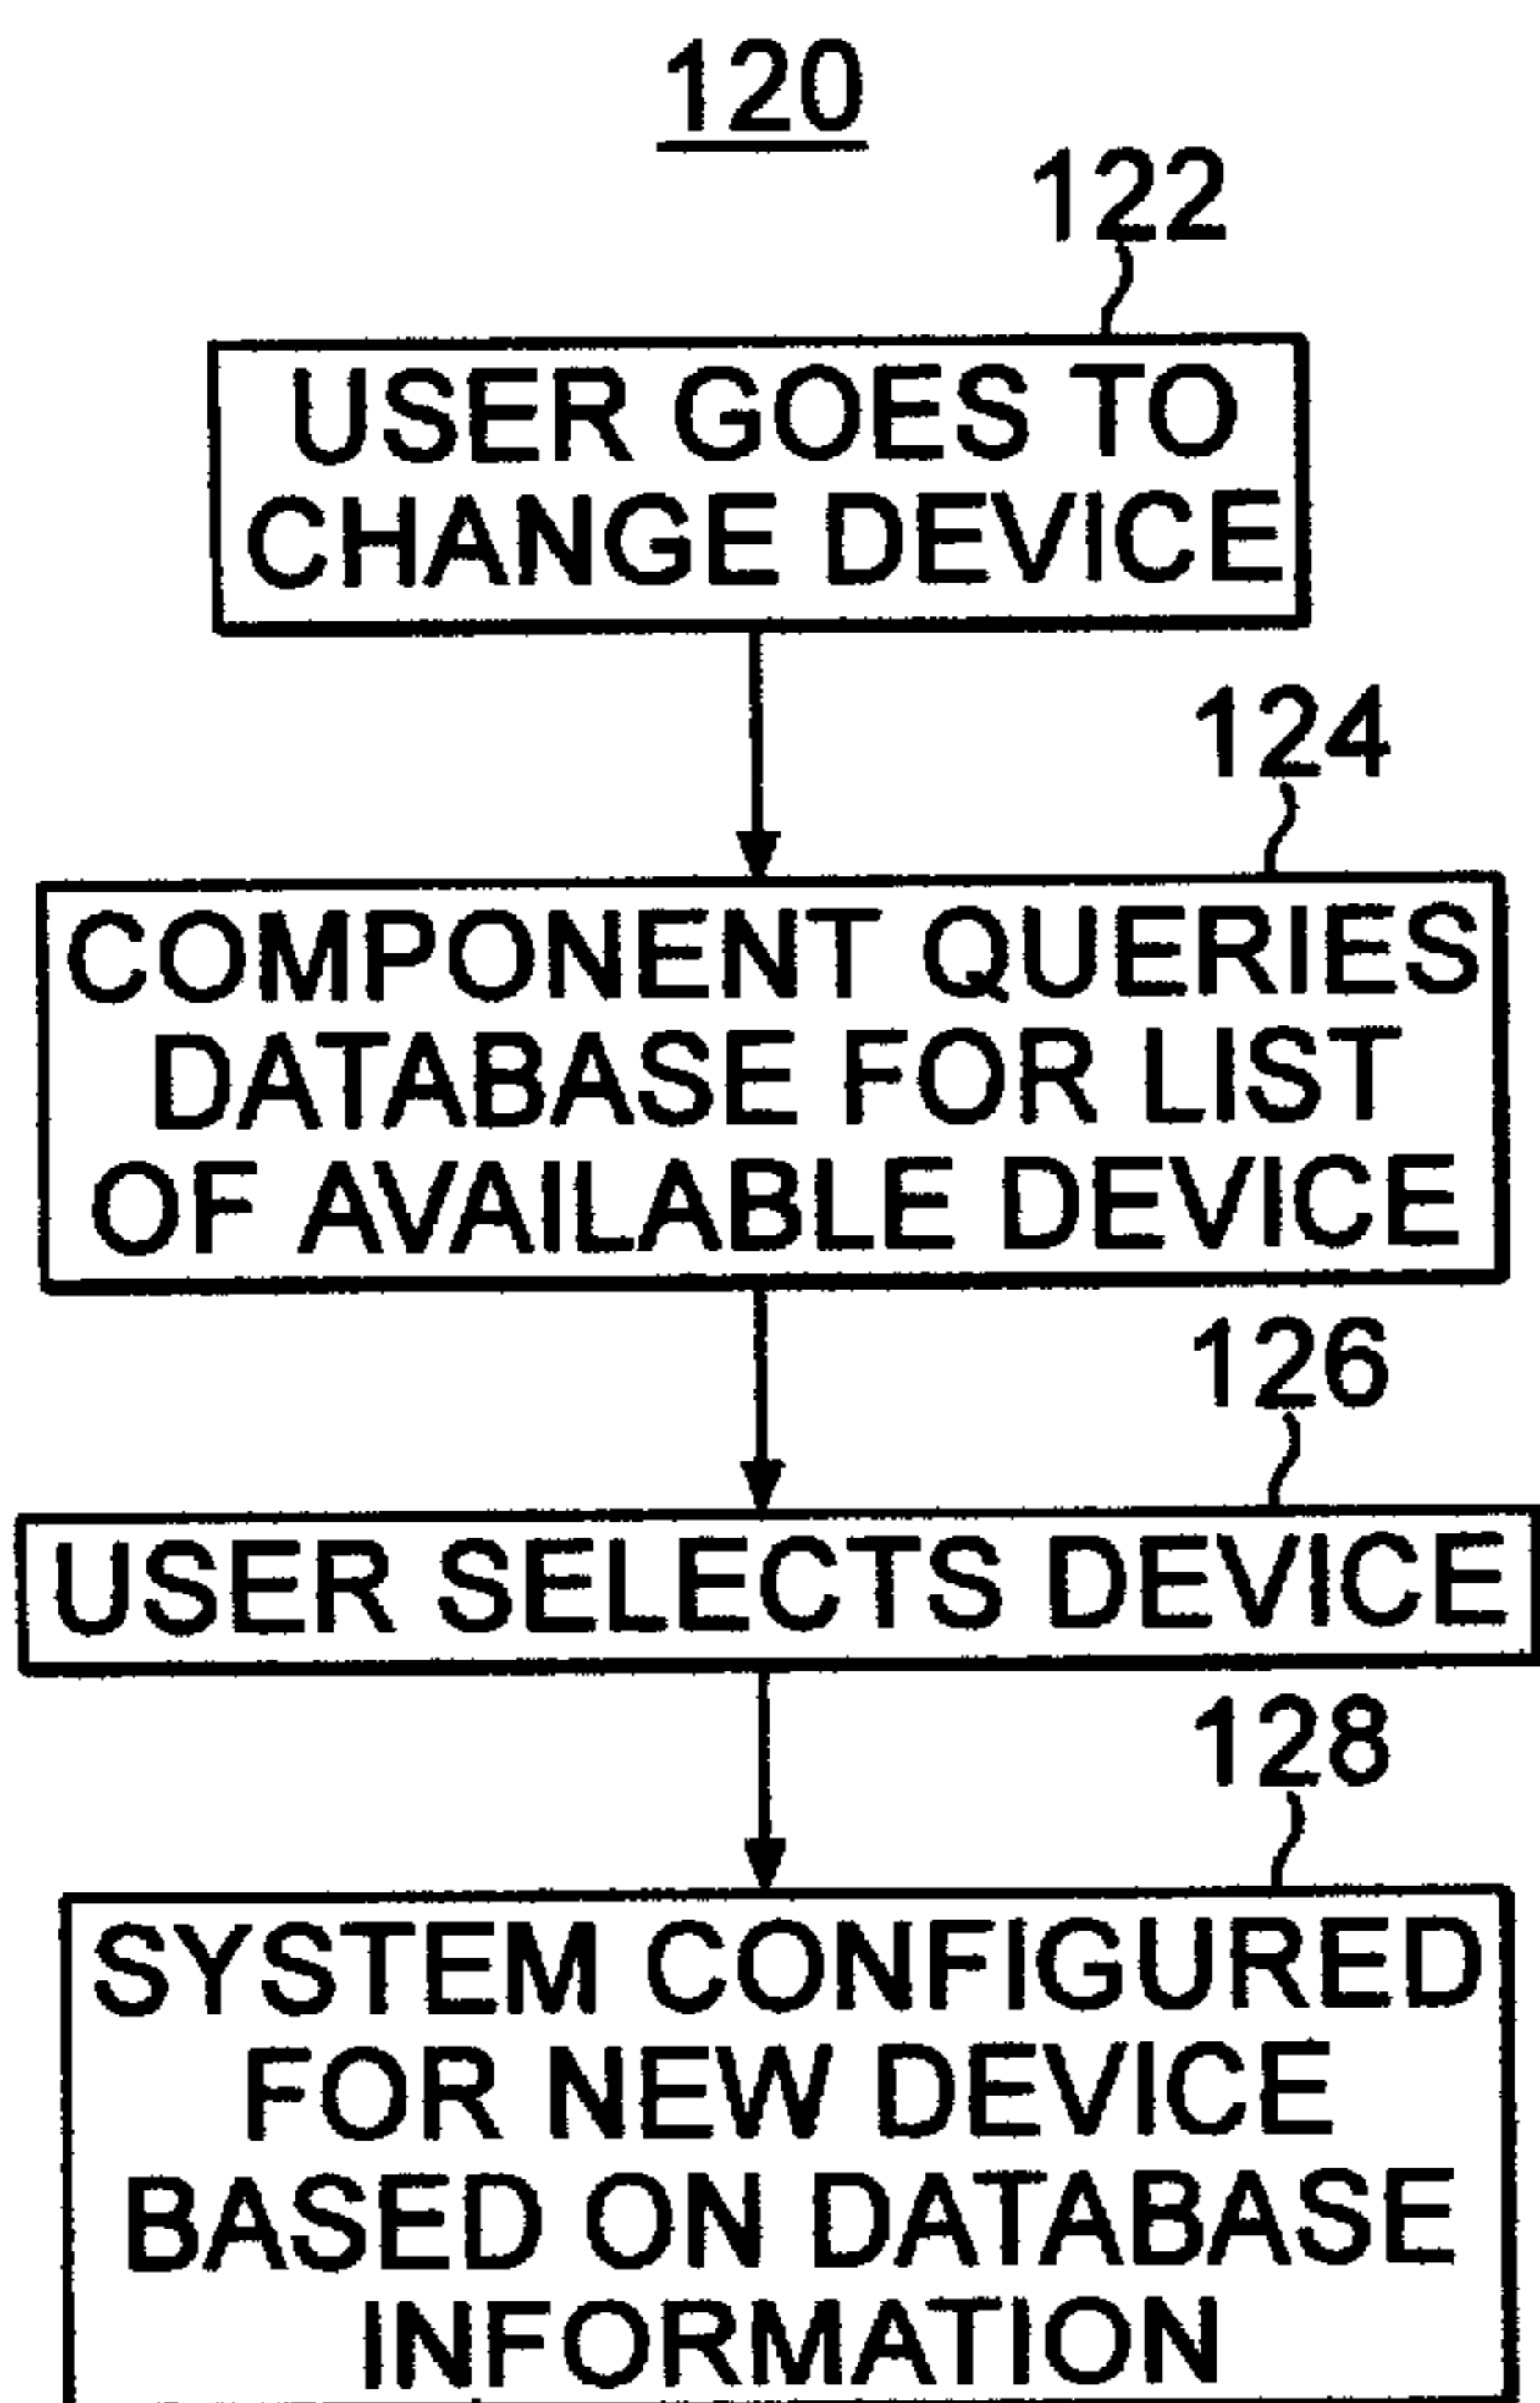 120
122
USER GOES TO
CHANGE DEVICE
124
COMPONENT QUERIES
DATABASE FOR LIST
OF AVAILABLE DEVICE
126
USER SELECTS DEVICE
128
SYSTEM CONFIGURED
FOR NEW DEVICE
BASED ON DATABASE
INFORMATION